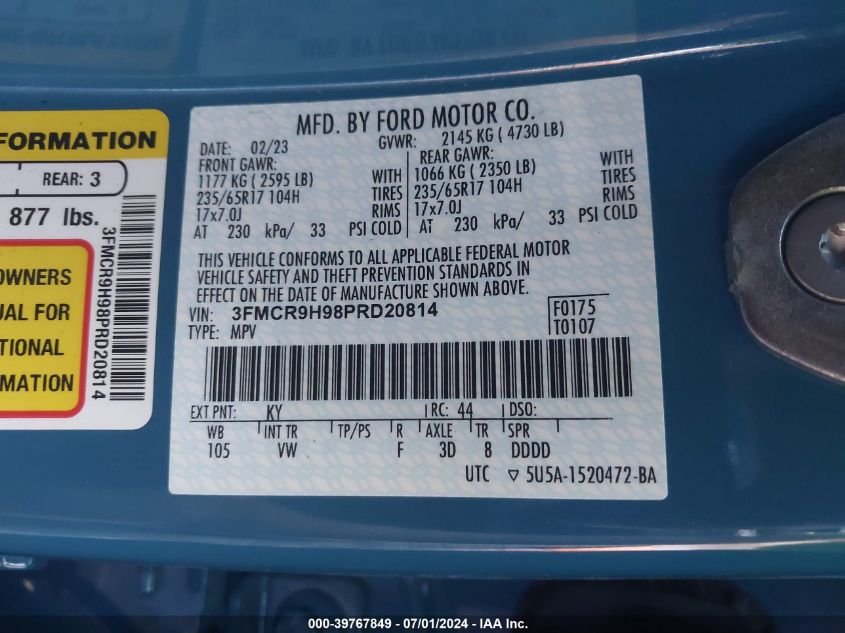 FORMATION
REAR: 3
877 lbs.
3FMCR9H98PRD20814
OWNERS
UAL FOR
TIONAL
RMATION
MFD. BY FORD MOTOR CO.
DATE: 02/23 GVWR: 2145 KG ( 4730 LB)
FRONT GAWR: REAR GAWR:
1177 KG ( 2595 LB) WITH 1066 KG ( 2350 LB) WITH
235/65R17 104H TIRES 235/65R17 104H TIRES
17x7.0J RIMS 17x7.0J RIMS
AT 230 kPa/ 33 PSI COLD AT 230 kPa/ 33 PSI COLD
THIS VEHICLE CONFORMS TO ALL APPLICABLE FEDERAL MOTOR
VEHICLE SAFETY AND THEFT PREVENTION STANDARDS IN
EFFECT ON THE DATE OF MANUFACTURE SHOWN ABOVE.
VIN: 3FMCR9H98PRD20814 F0175
TYPE: MPV T0107
EXT PNT: KY RC: 44 DSO:
WB INT TR TP/PS R AXLE TR SPR
105 VW F 3D 8 DDDD
UTC ▽ 5U5A-1520472-BA
000-39767849 - 07/01/2024 - IAA Inc.